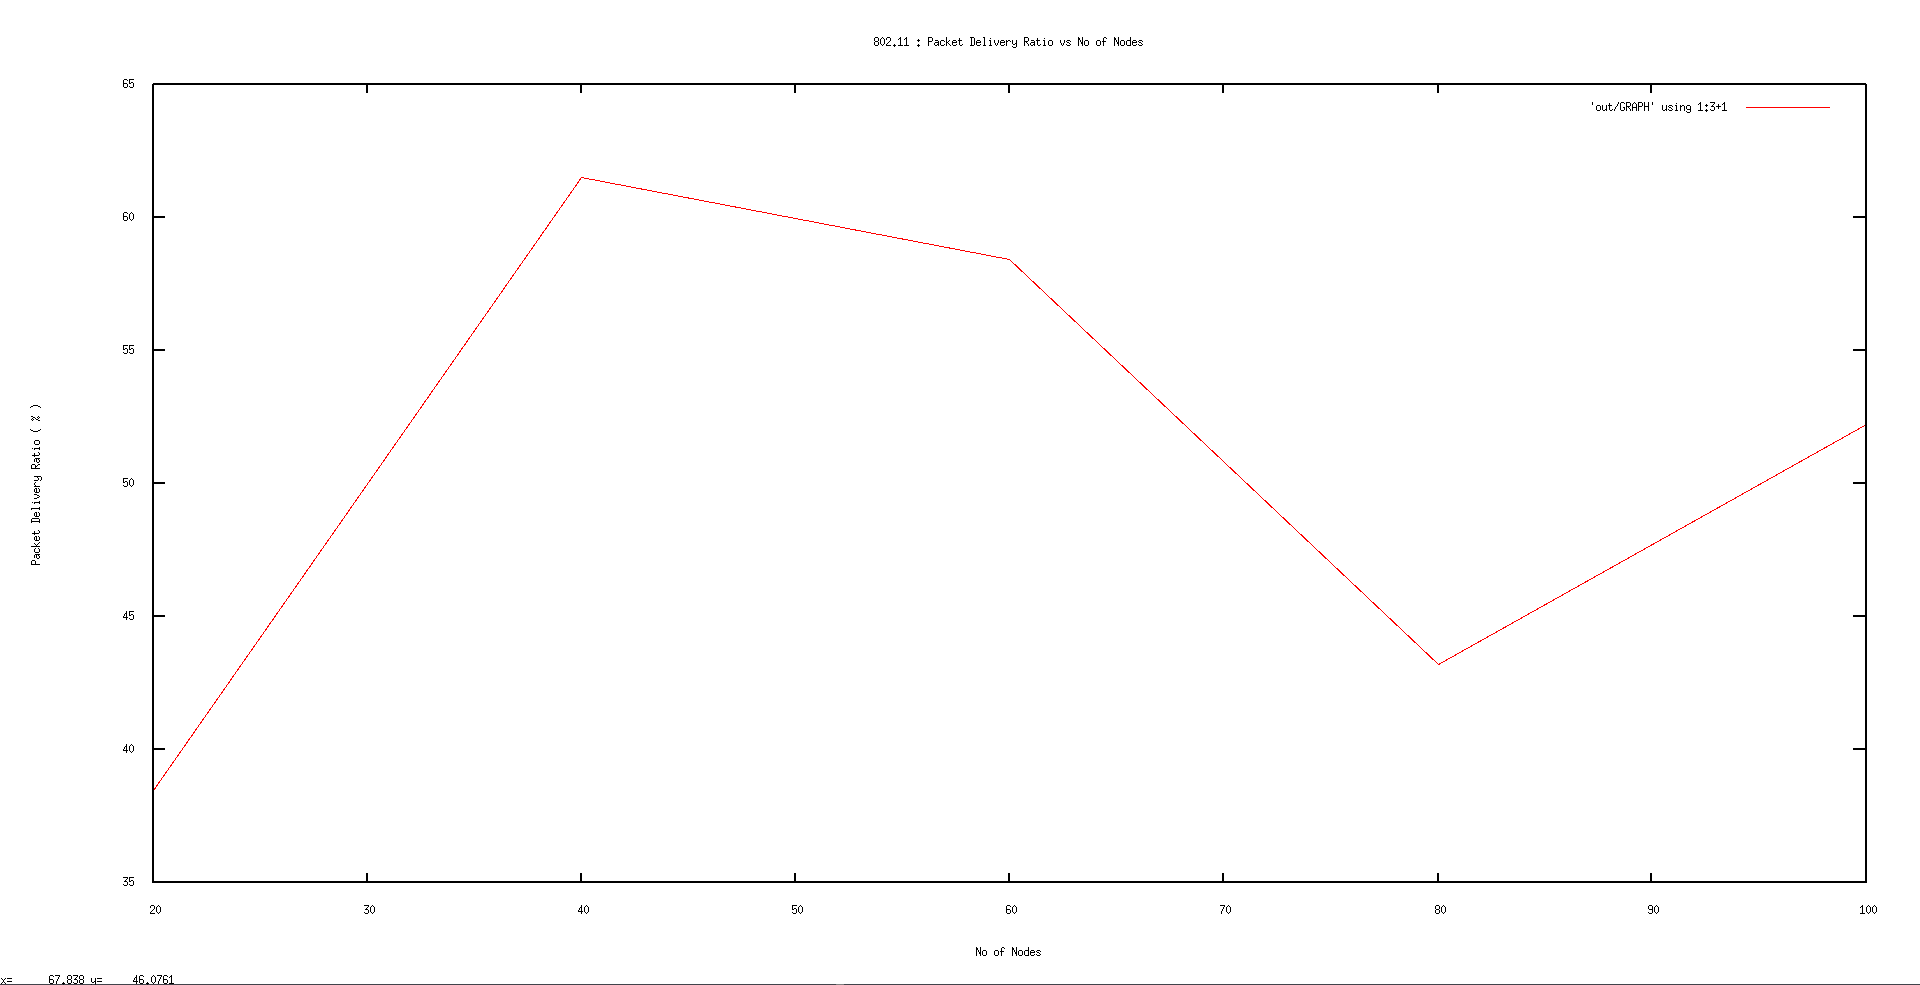 802.11 : Packet Delivery Ratio vs No of Nodes
'out/GRAPH' using 1:3+1
65
60
55
50
45
40
35
Packet Delivery Ratio ( % )
20 30 40 50 60 70 80 90 100
No of Nodes
x= 67.838 y= 46.0761